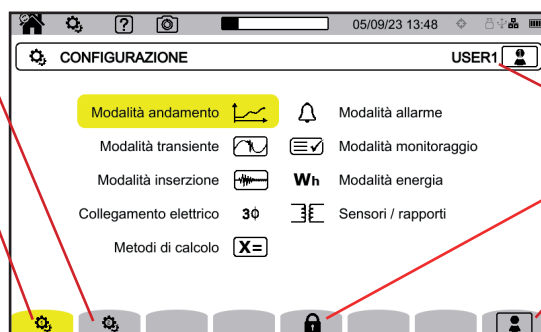 ? 05/09/23 13:48
CONFIGURAZIONE USER1
Modalità andamento Modalità allarme
Modalità transiente Modalità monitoraggio
Modalità inserzione Wh Modalità energia
Collegamento elettrico 3ϕ Sensori / rapporti
Metodi di calcolo X=